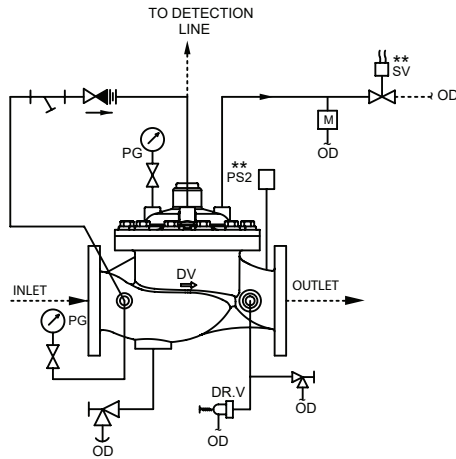 TO DETECTION
LINE
**
SV
OD
M
OD
PG
**
PS2
DV
INLET
OUTLET
PG
DR.V
OD
OD
OD